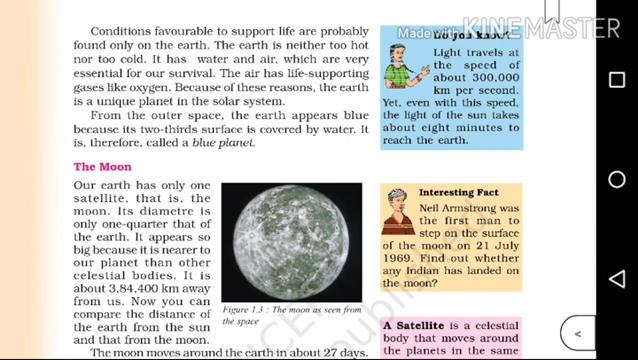 Conditions favourable to support life are probably
found only on the earth. The earth is neither too hot
nor too cold. It has water and air, which are very
essential for our survival. The air has life-supporting
gases like oxygen. Because of these reasons, the earth
is a unique planet in the solar system.
From the outer space, the earth appears blue
because its two-thirds surface is covered by water. It
is, therefore, called a blue planet.
The Moon
Our earth has only one
satellite, that is, the
moon. Its diametre is
only one-quarter that of
the earth. It appears so
big because it is nearer to
our planet than other
celestial bodies. It is
about 3,84,400 km away
from us. Now you can
compare the distance of
the earth from the sun
and that from the moon.
The moon moves around the earth in about 27 days.
Figure 1.3 : The moon as seen from
the space
Made with KINEMASTER
Do you know?
Light travels at
the speed of
about 300,000
km per second.
Yet, even with this speed,
the light of the sun takes
about eight minutes to
reach the earth.
Interesting Fact
Neil Armstrong was
the first man to
step on the surface
of the moon on 21 July
1969. Find out whether
any Indian has landed on
the moon?
A Satellite is a celestial
body that moves around
the planets in the same